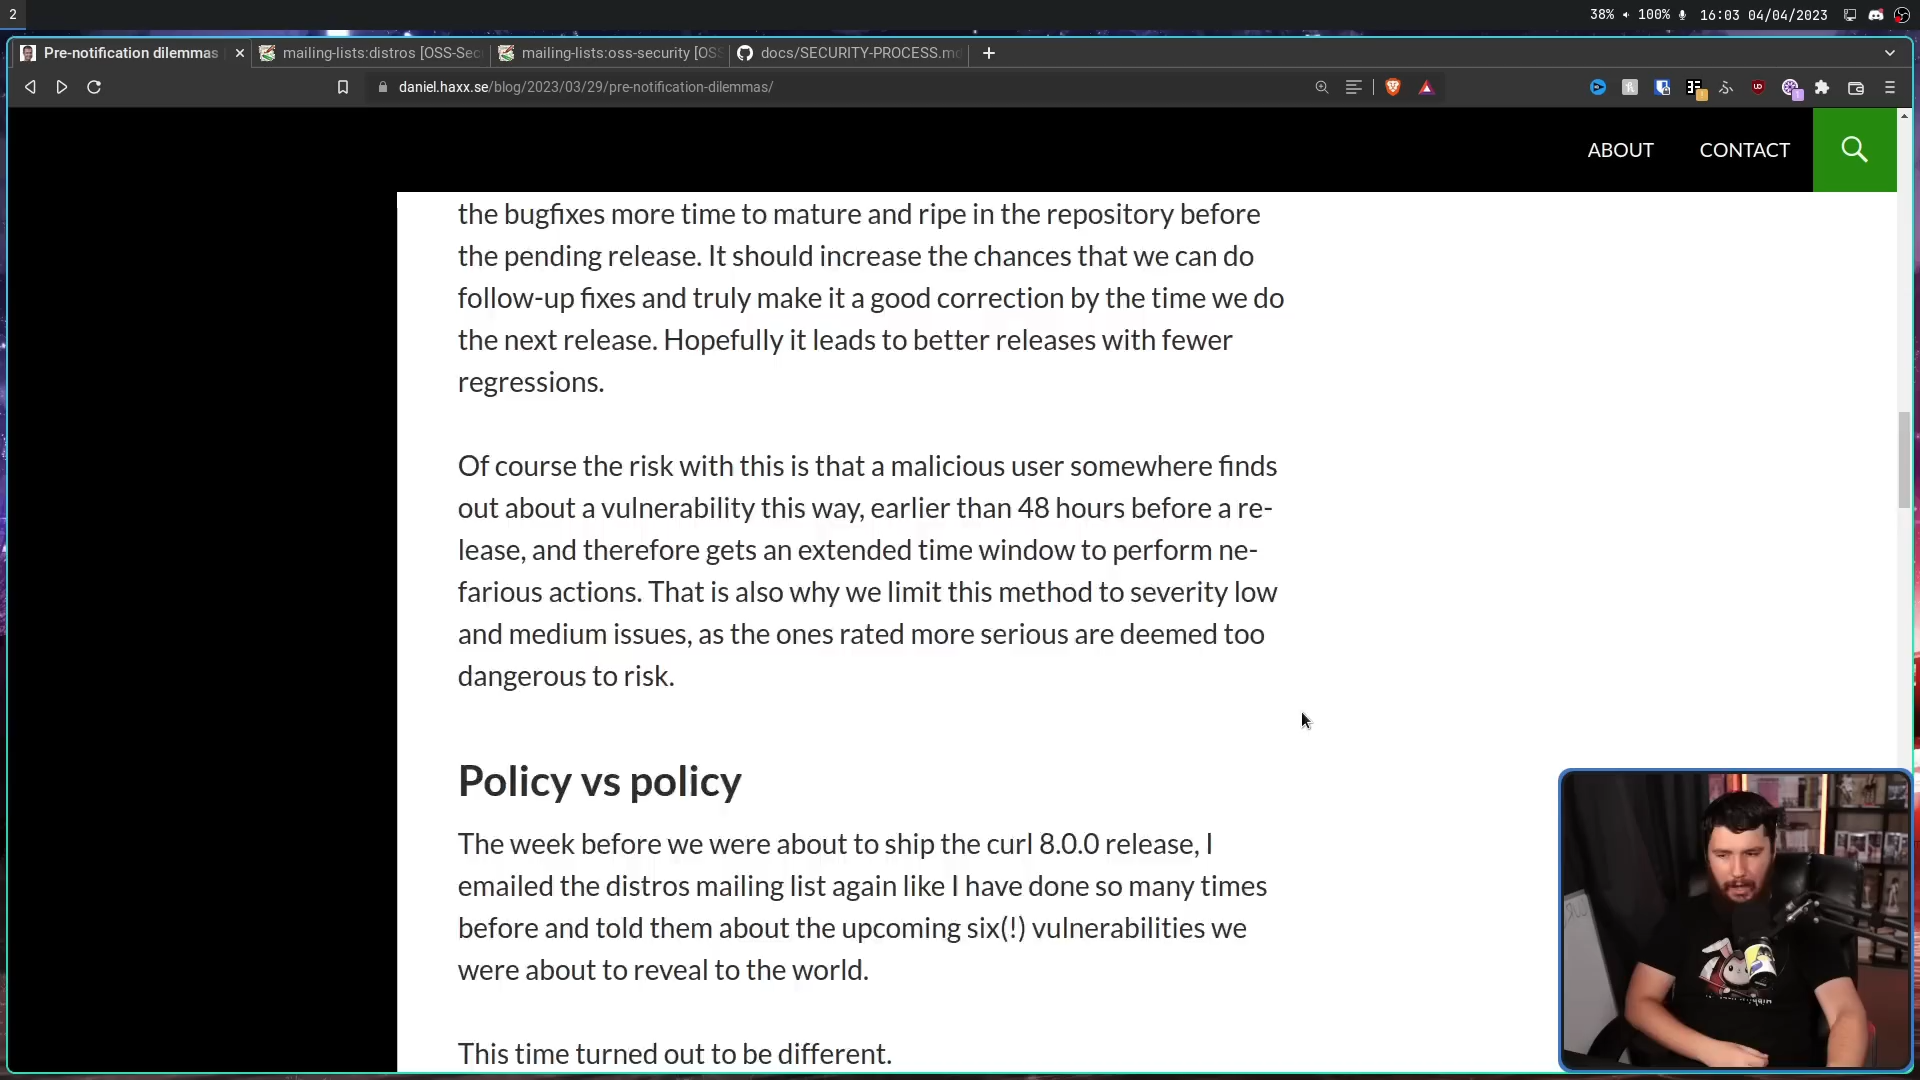 2
38% 100% 16:03 04/04/2023
Pre-notification dilemmas
mailing-lists:distros [OSS-Sec
mailing-lists:oss-security [OSS
docs/SECURITY-PROCESS.md
daniel.haxx.se/blog/2023/03/29/pre-notification-dilemmas/
ABOUT CONTACT
the bugfixes more time to mature and ripe in the repository before
the pending release. It should increase the chances that we can do
follow-up fixes and truly make it a good correction by the time we do
the next release. Hopefully it leads to better releases with fewer
regressions.
Of course the risk with this is that a malicious user somewhere finds
out about a vulnerability this way, earlier than 48 hours before a re-
lease, and therefore gets an extended time window to perform ne-
farious actions. That is also why we limit this method to severity low
and medium issues, as the ones rated more serious are deemed too
dangerous to risk.
Policy vs policy
The week before we were about to ship the curl 8.0.0 release, I
emailed the distros mailing list again like I have done so many times
before and told them about the upcoming six(!) vulnerabilities we
were about to reveal to the world.
This time turned out to be different.